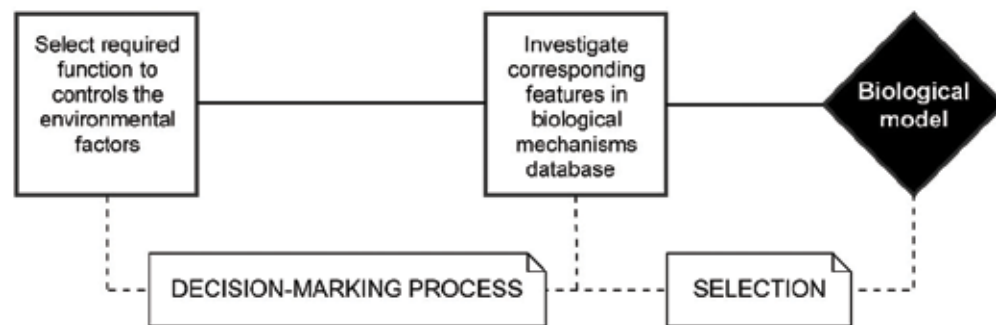 Select required
function to
controls the
environmental
factors
Investigate
corresponding
features in
biological
mechanisms
database
Biological
model
DECISION-MARKING PROCESS
SELECTION